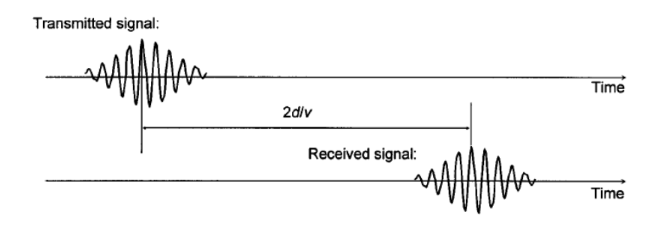 Transmitted signal:
Time
2d/v
Received signal:
Time